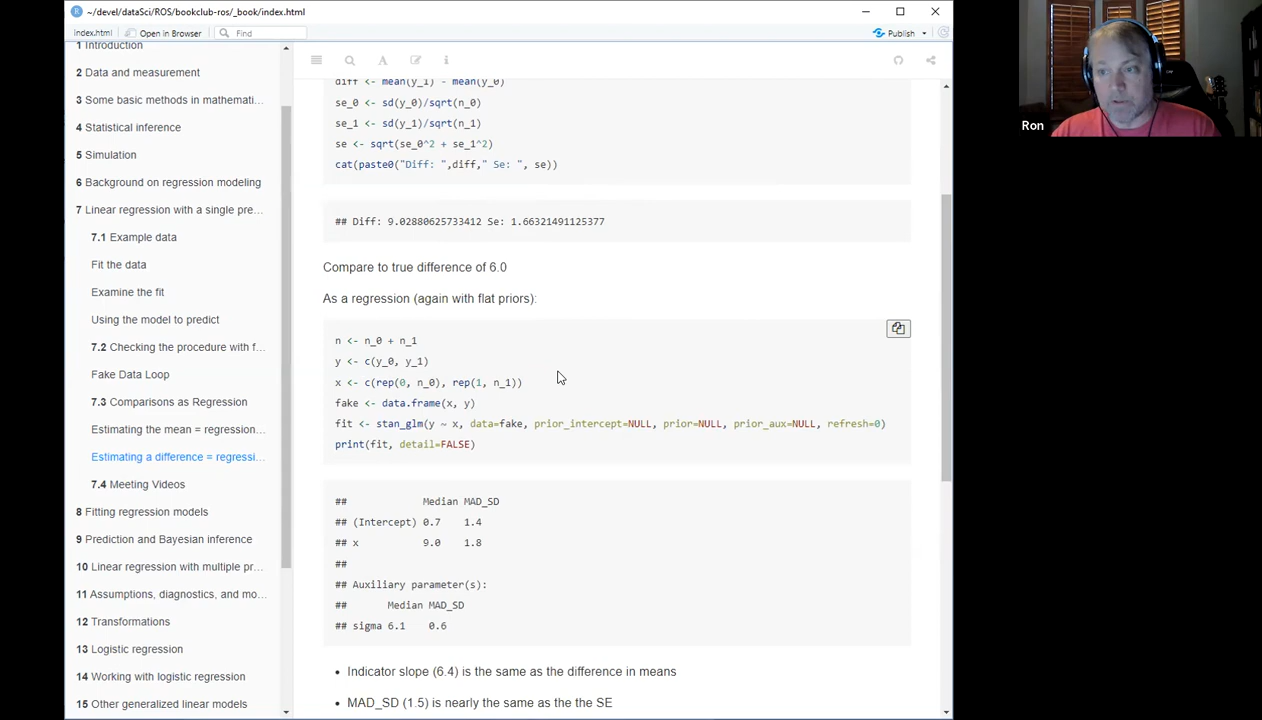 ~/devel/dataSci/ROS/bookclub-ros/_book/index.html
index.html
Open in Browser
Find
Publish
1 Introduction
2 Data and measurement
3 Some basic methods in mathemati...
4 Statistical inference
5 Simulation
6 Background on regression modeling
7 Linear regression with a single pre...
7.1 Example data
Fit the data
Examine the fit
Using the model to predict
7.2 Checking the procedure with f...
Fake Data Loop
7.3 Comparisons as Regression
Estimating the mean = regression...
Estimating a difference = regressi...
7.4 Meeting Videos
8 Fitting regression models
9 Prediction and Bayesian inference
10 Linear regression with multiple pr...
11 Assumptions, diagnostics, and mo...
12 Transformations
13 Logistic regression
14 Working with logistic regression
15 Other generalized linear models
diff <- mean(y_1) - mean(y_0)
se_0 <- sd(y_0)/sqrt(n_0)
se_1 <- sd(y_1)/sqrt(n_1)
se <- sqrt(se_0^2 + se_1^2)
cat(paste0("Diff: ",diff," Se: ", se))
## Diff: 9.02880625733412 Se: 1.66321491125377
Compare to true difference of 6.0
As a regression (again with flat priors):
n <- n_0 + n_1
y <- c(y_0, y_1)
x <- c(rep(0, n_0), rep(1, n_1))
fake <- data.frame(x, y)
fit <- stan_glm(y ~ x, data=fake, prior_intercept=NULL, prior=NULL, prior_aux=NULL, refresh=0)
print(fit, detail=FALSE)
## Median MAD_SD
## (Intercept) 0.7 1.4
## x 9.0 1.8
##
## Auxiliary parameter(s):
## Median MAD_SD
## sigma 6.1 0.6
• Indicator slope (6.4) is the same as the difference in means
• MAD_SD (1.5) is nearly the same as the the SE
Ron